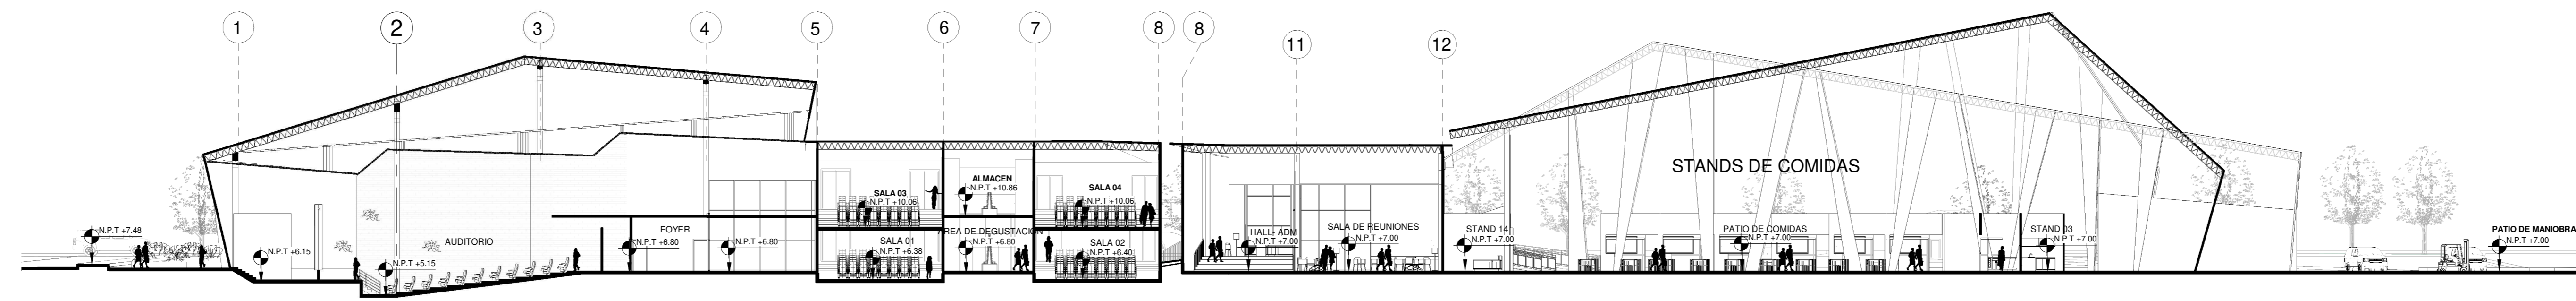 1 2 3 4 5 6 7 8 8 11 12
STANDS DE COMIDAS
ALMACEN
N.P.T +10.86
SALA 03
N.P.T +10.06
SALA 04
N.P.T +10.06
N.P.T +7.48
N.P.T +6.15
AUDITORIO
N.P.T +5.15
FOYER
N.P.T +6.80
N.P.T +6.80
SALA 01
N.P.T +6.38
AREA DE DEGUSTACION
N.P.T +6.80
SALA 02
N.P.T +6.40
HALL- ADM
N.P.T +7.00
SALA DE REUNIONES
N.P.T +7.00
STAND 14
N.P.T +7.00
PATIO DE COMIDAS
N.P.T +7.00
STAND 03
N.P.T +7.00
PATIO DE MANIOBRA
N.P.T +7.00